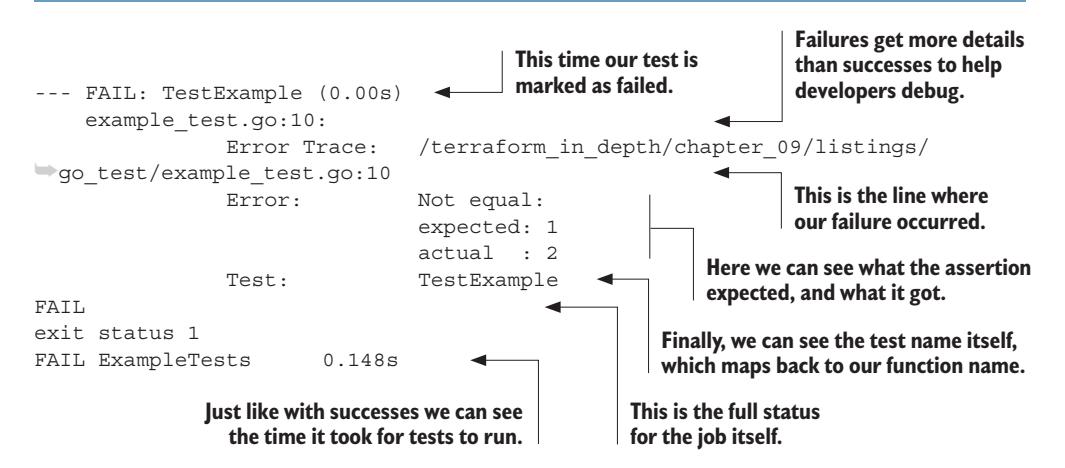 Failures get more details
than successes to help
developers debug.
This time our test is
marked as failed.
--- FAIL: TestExample (0.00s)
example_test.go:10:
Error Trace: /terraform_in_depth/chapter_09/listings/
➥go_test/example_test.go:10
This is the line where
our failure occurred.
Error: Not equal:
expected: 1
actual : 2
Here we can see what the assertion
expected, and what it got.
Test: TestExample
FAIL
exit status 1
FAIL ExampleTests 0.148s
Finally, we can see the test name itself,
which maps back to our function name.
Just like with successes we can see
the time it took for tests to run.
This is the full status
for the job itself.